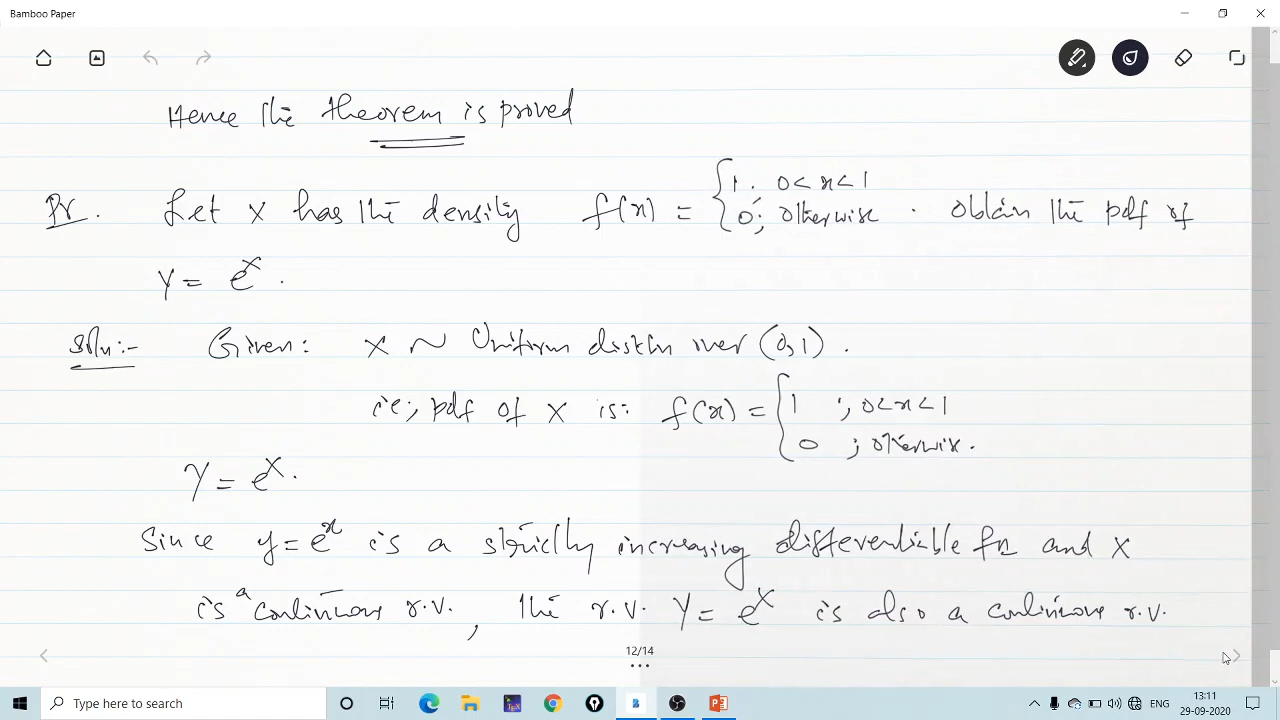 Bamboo Paper
Hence the theorem is proved
Pr. Let X has the density f(x) = { 1; 0<x<1
0; otherwise . Obtain the pdf of
Y = e^X.
Soln:- Given: X ~ Uniform distbn over (0,1).
ie; pdf of X is: f(x) = { 1 ; 0<x<1
0 ; otherwise.
Y = e^X.
Since y = e^x is a strictly increasing differentiable fn and X
is a continuous r.v., the r.v. Y = e^X is also a continuous r.v.
12/14
Type here to search
ENG
13:11
29-09-2020